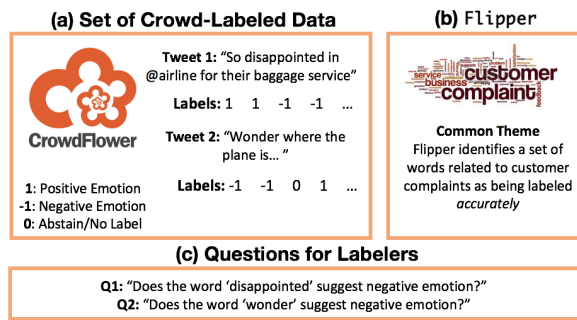 (a) Set of Crowd-Labeled Data
CrowdFlower
1: Positive Emotion
-1: Negative Emotion
0: Abstain/No Label
Tweet 1: “So disappointed in
@airline for their baggage service”
Labels: 1 1 -1 -1 ...
Tweet 2: “Wonder where the
plane is... ”
Labels: -1 -1 0 1 ...
(b) Flipper
service
business
customer
complaint
feedback
Common Theme
Flipper identifies a set of
words related to customer
complaints as being labeled
accurately
(c) Questions for Labelers
Q1: “Does the word ‘disappointed’ suggest negative emotion?”
Q2: “Does the word ‘wonder’ suggest negative emotion?”